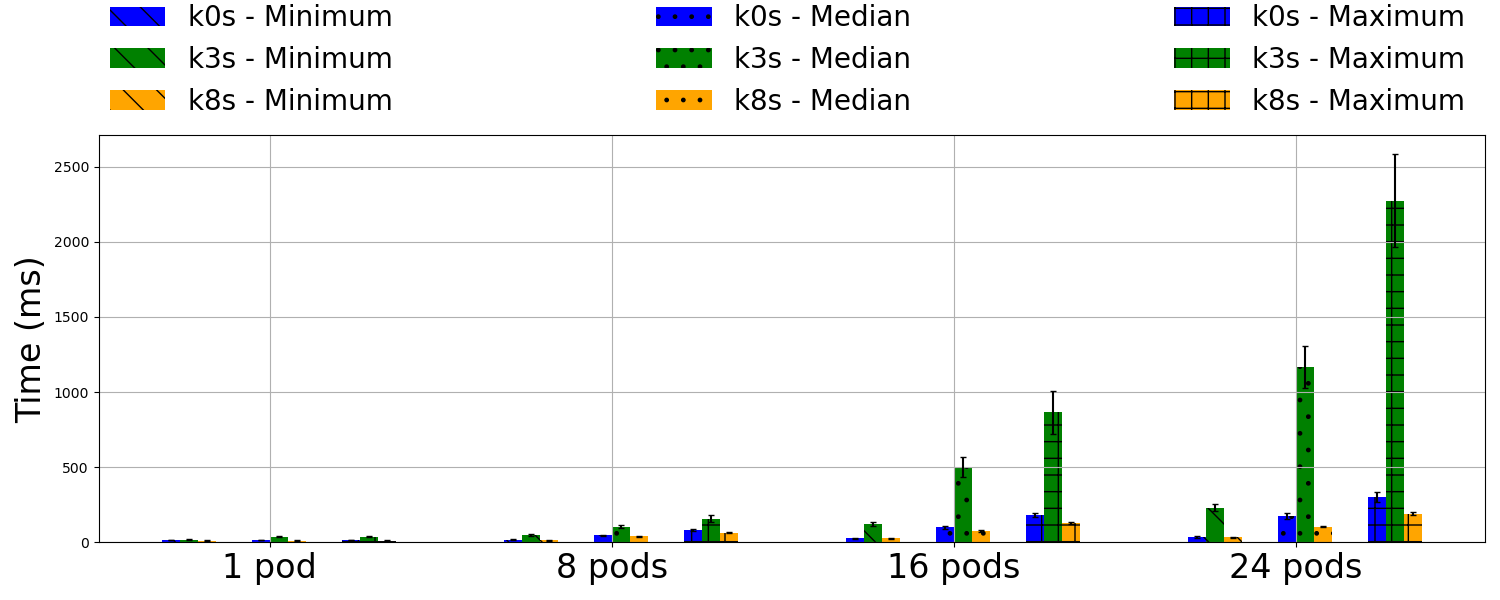 k0s - Minimum k0s - Median k0s - Maximum
k3s - Minimum k3s - Median k3s - Maximum
k8s - Minimum k8s - Median k8s - Maximum
Time (ms)
2500
2000
1500
1000
500
0
1 pod 8 pods 16 pods 24 pods